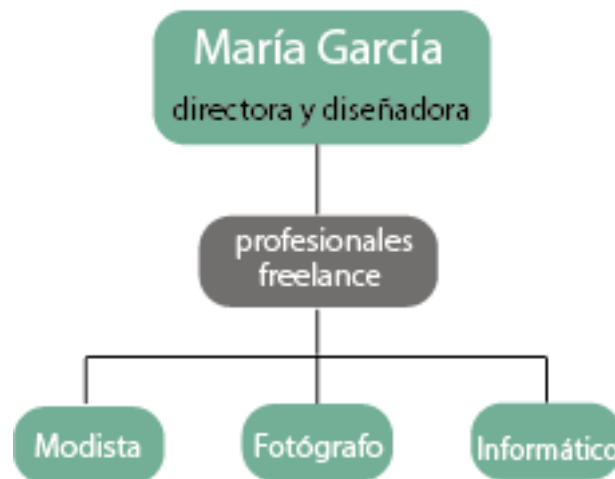 María García
directora y diseñadora
profesionales
freelance
Modista
Fotógrafo
Informático